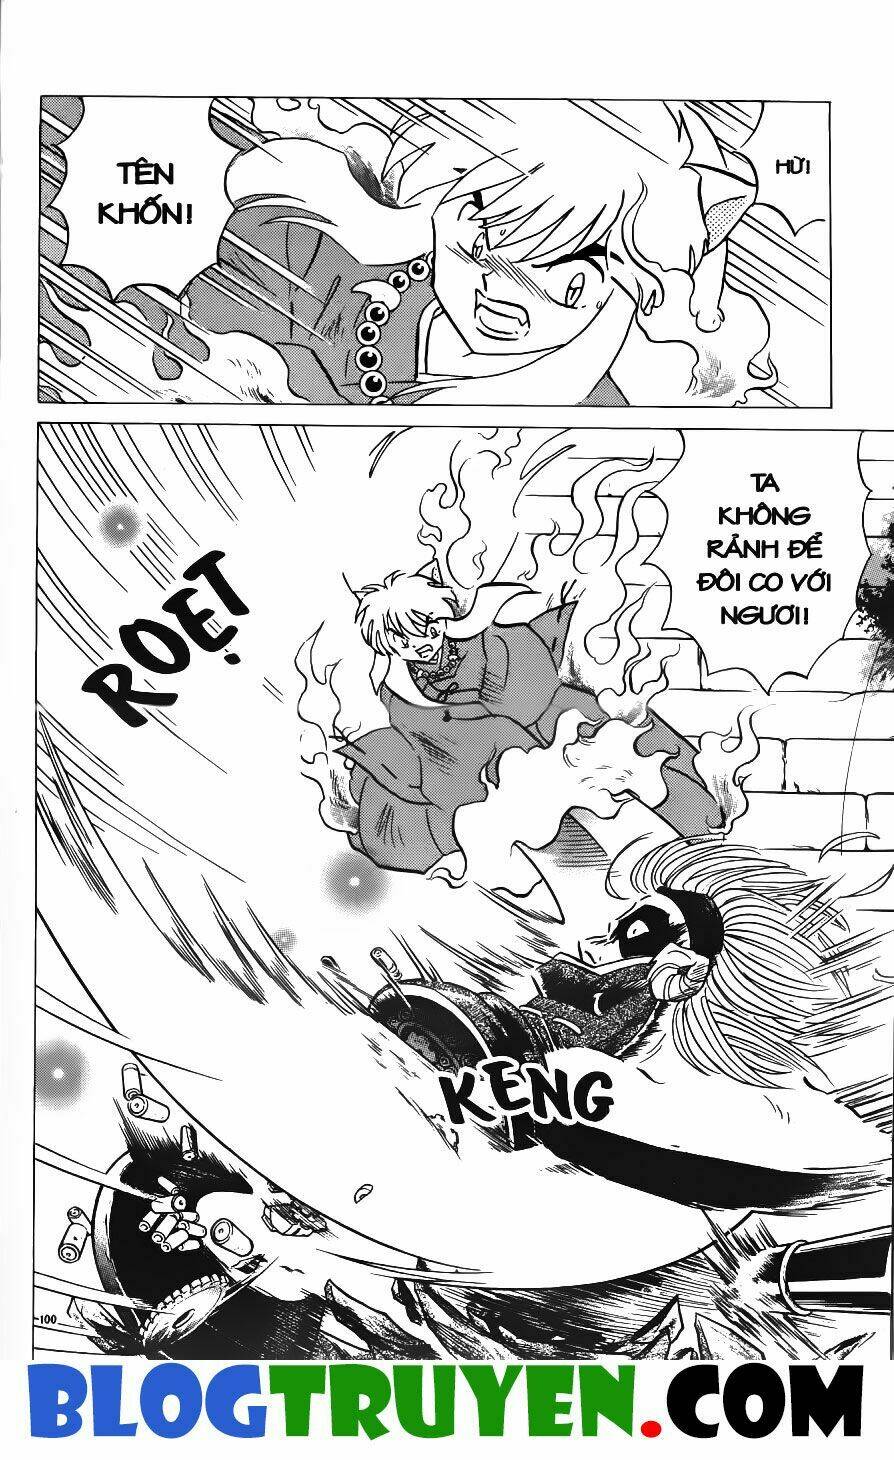 TÊN
KHỐN!
HỪ!
TA
KHÔNG
RẢNH ĐỂ
ĐÔI CO VỚI
NGƯƠI!
ROẸT
KENG
100
BLOGTRUYEN.COM